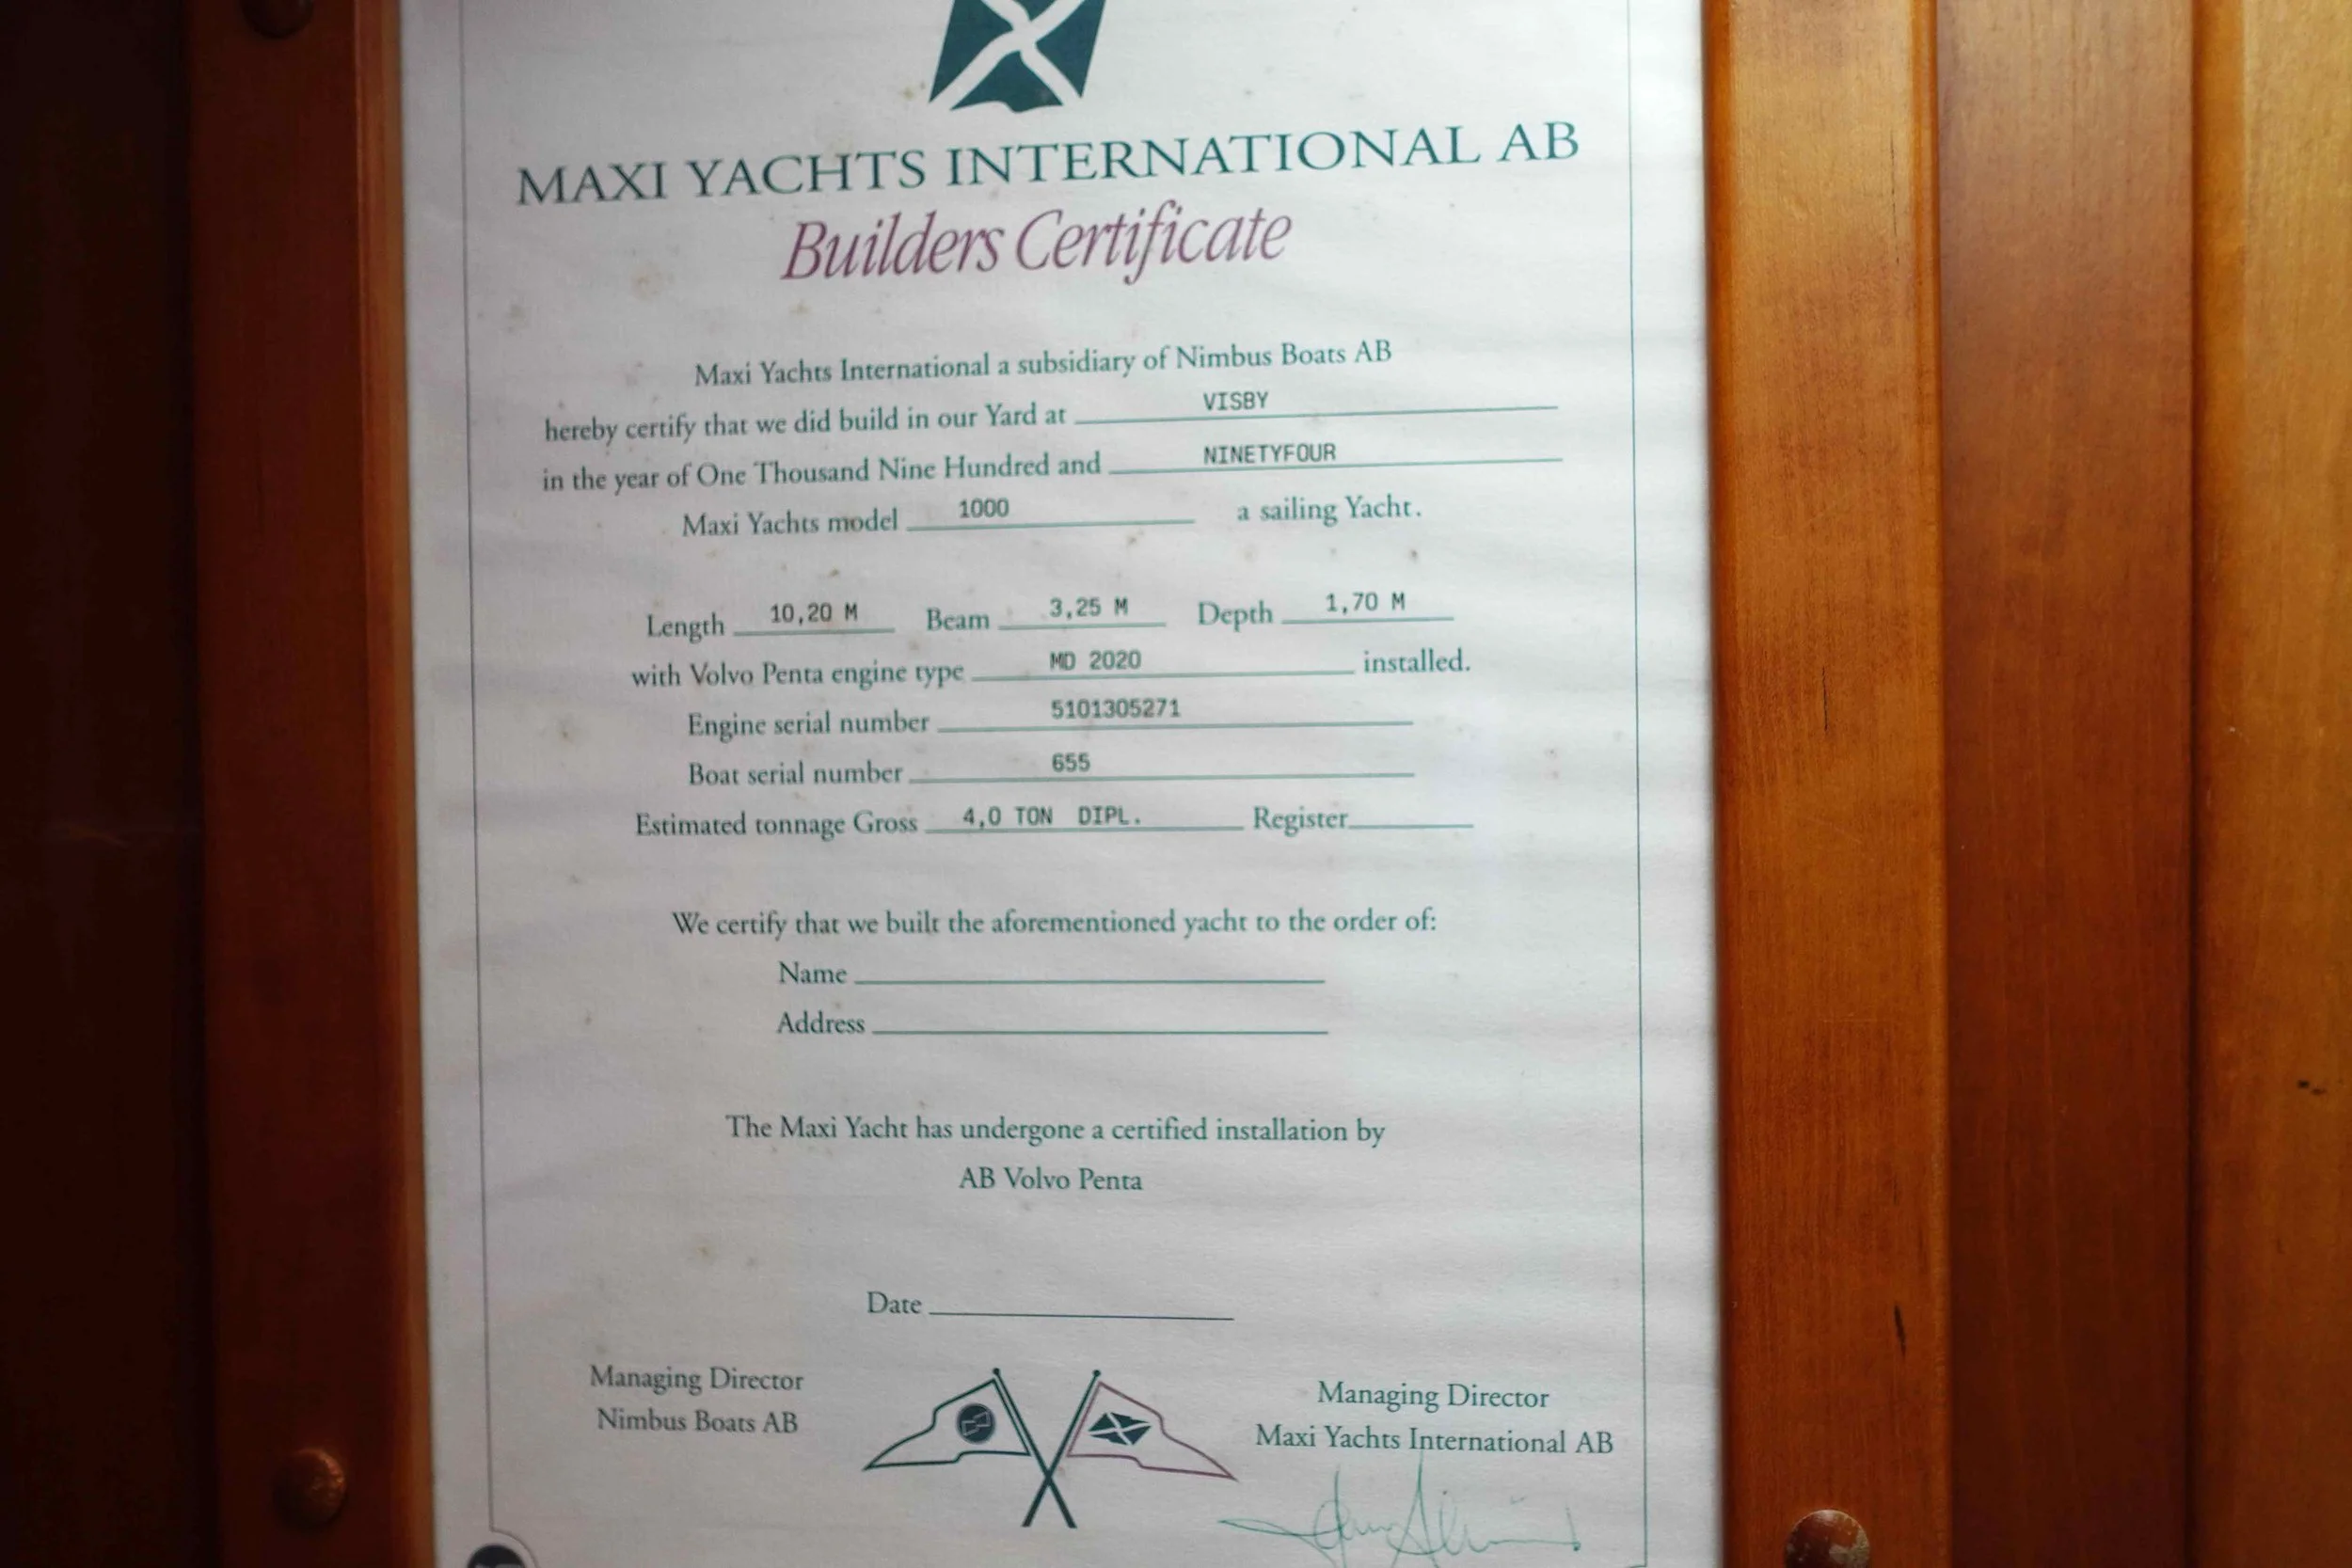 MAXI YACHTS INTERNATIONAL AB
Builders Certificate
Maxi Yachts International a subsidiary of Nimbus Boats AB
hereby certify that we did build in our Yard at VISBY
in the year of One Thousand Nine Hundred and NINETYFOUR
Maxi Yachts model 1000 a sailing Yacht.
Length 10,20 M Beam 3,25 M Depth 1,70 M
with Volvo Penta engine type MD 2020 installed.
Engine serial number 5101305271
Boat serial number 655
Estimated tonnage Gross 4,0 TON DIPL. Register
We certify that we built the aforementioned yacht to the order of:
Name
Address
The Maxi Yacht has undergone a certified installation by
AB Volvo Penta
Date
Managing Director
Nimbus Boats AB
Managing Director
Maxi Yachts International AB